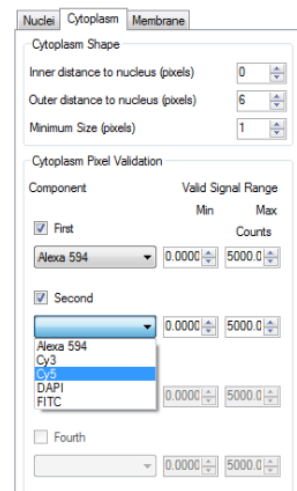 Nuclei Cytoplasm Membrane
Cytoplasm Shape
Inner distance to nucleus (pixels) 0
Outer distance to nucleus (pixels) 6
Minimum Size (pixels) 1
Cytoplasm Pixel Validation
Component Valid Signal Range
Min Max
First Counts
Alexa 594 0.0000 5000.0
Second
0.0000 5000.0
Alexa 594
Cy3
Cy5
DAPI
FITC
0.0000 5000.0
Fourth
0.0000 5000.0